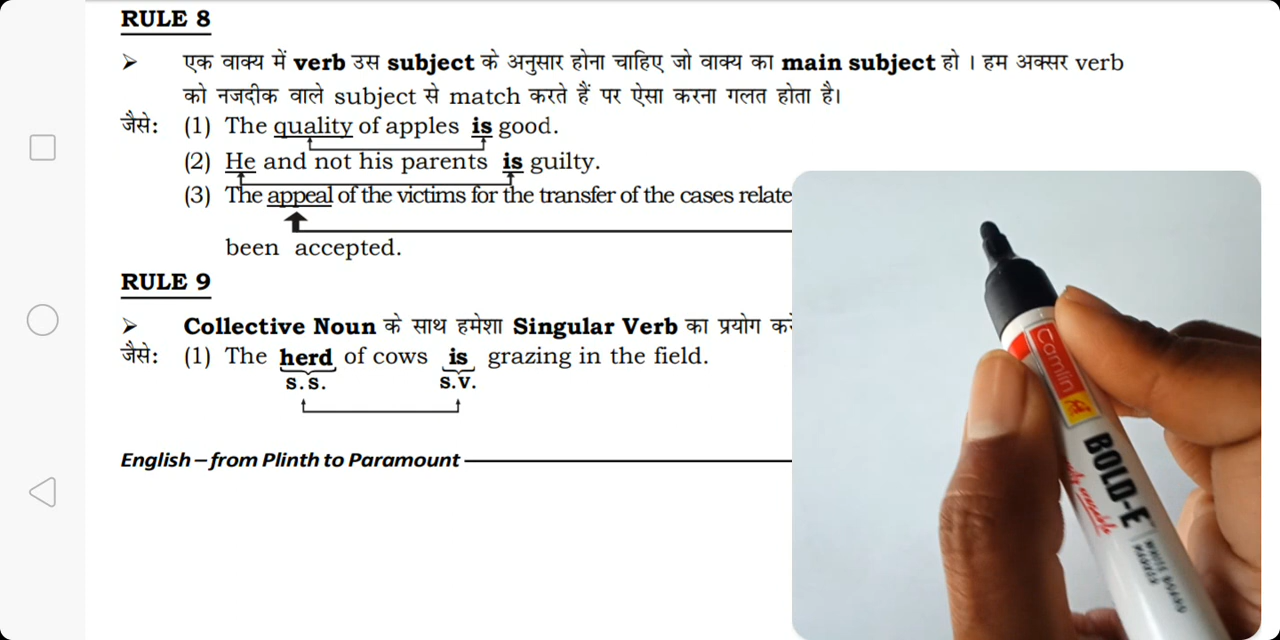 RULE 8
➢ एक वाक्य में verb उस subject के अनुसार होना चाहिए जो वाक्य का main subject हो । हम अक्सर verb
को नजदीक वाले subject से match करते हैं पर ऐसा करना गलत होता है।
जैसे: (1) The quality of apples is good.
(2) He and not his parents is guilty.
(3) The appeal of the victims for the transfer of the cases relate
been accepted.
RULE 9
➢ Collective Noun के साथ हमेशा Singular Verb का प्रयोग
जैसे: (1) The herd of cows is grazing in the field.
S.S. S.V.
English – from Plinth to Paramount
Camlin
BOLD-E
WHITE BOARD
MARKER